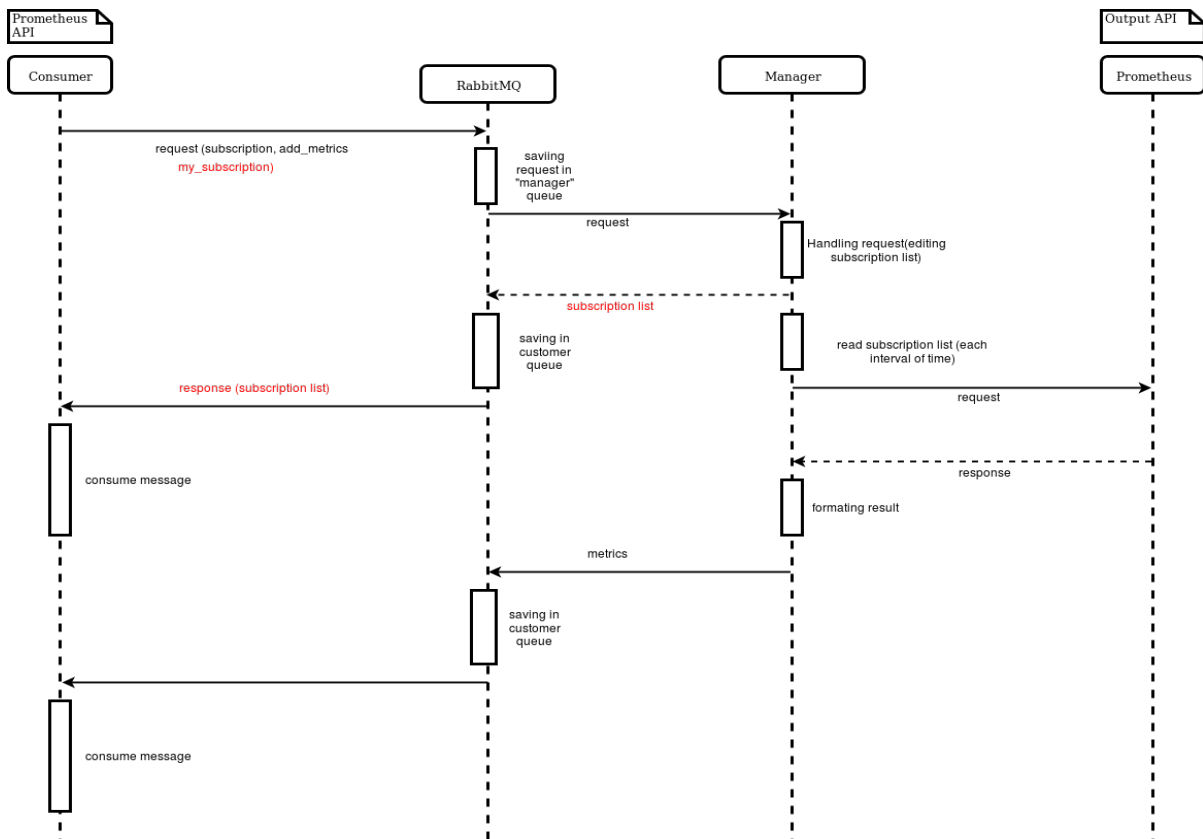 Prometheus
API
Output API
Consumer
RabbitMQ
Manager
Prometheus
request (subscription, add_metrics
my_subscription)
saviing
request in
"manager"
queue
request
Handling request(editing
subscription list)
subscription list
saving in
customer
queue
read subscription list (each
interval of time)
response (subscription list)
request
consume message
response
formating result
metrics
saving in
customer
queue
consume message